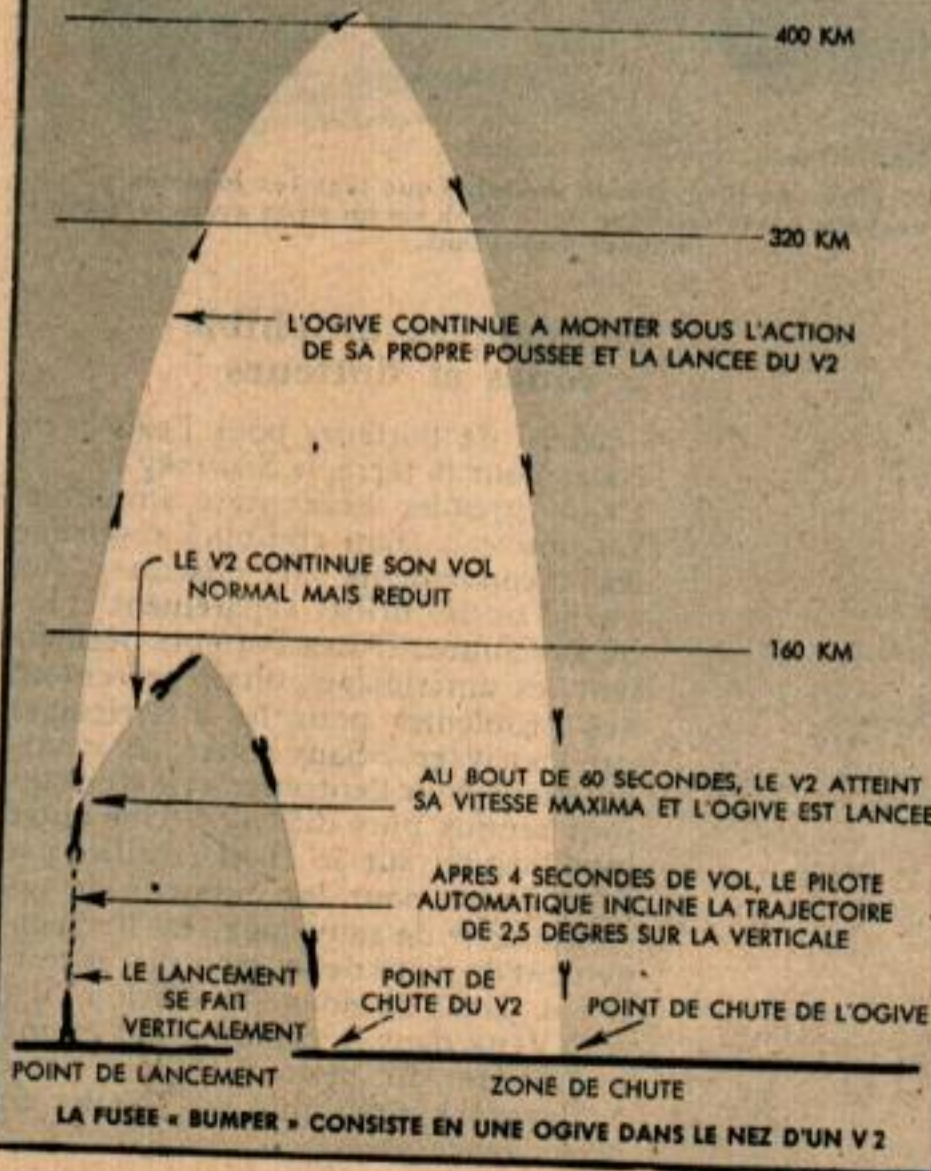 400 KM
320 KM
L'OGIVE CONTINUE A MONTER SOUS L'ACTION
DE SA PROPRE POUSSEE ET LA LANCEE DU V2
LE V2 CONTINUE SON VOL
NORMAL MAIS REDUIT
160 KM
AU BOUT DE 60 SECONDES, LE V2 ATTEINT
SA VITESSE MAXIMA ET L'OGIVE EST LANCEE
APRES 4 SECONDES DE VOL, LE PILOTE
AUTOMATIQUE INCLINE LA TRAJECTOIRE
DE 2,5 DEGRES SUR LA VERTICALE
LE LANCEMENT
SE FAIT
VERTICALEMENT
POINT DE
CHUTE DU V2
POINT DE CHUTE DE L'OGIVE
POINT DE LANCEMENT
ZONE DE CHUTE
LA FUSEE « BUMPER » CONSISTE EN UNE OGIVE DANS LE NEZ D'UN V2